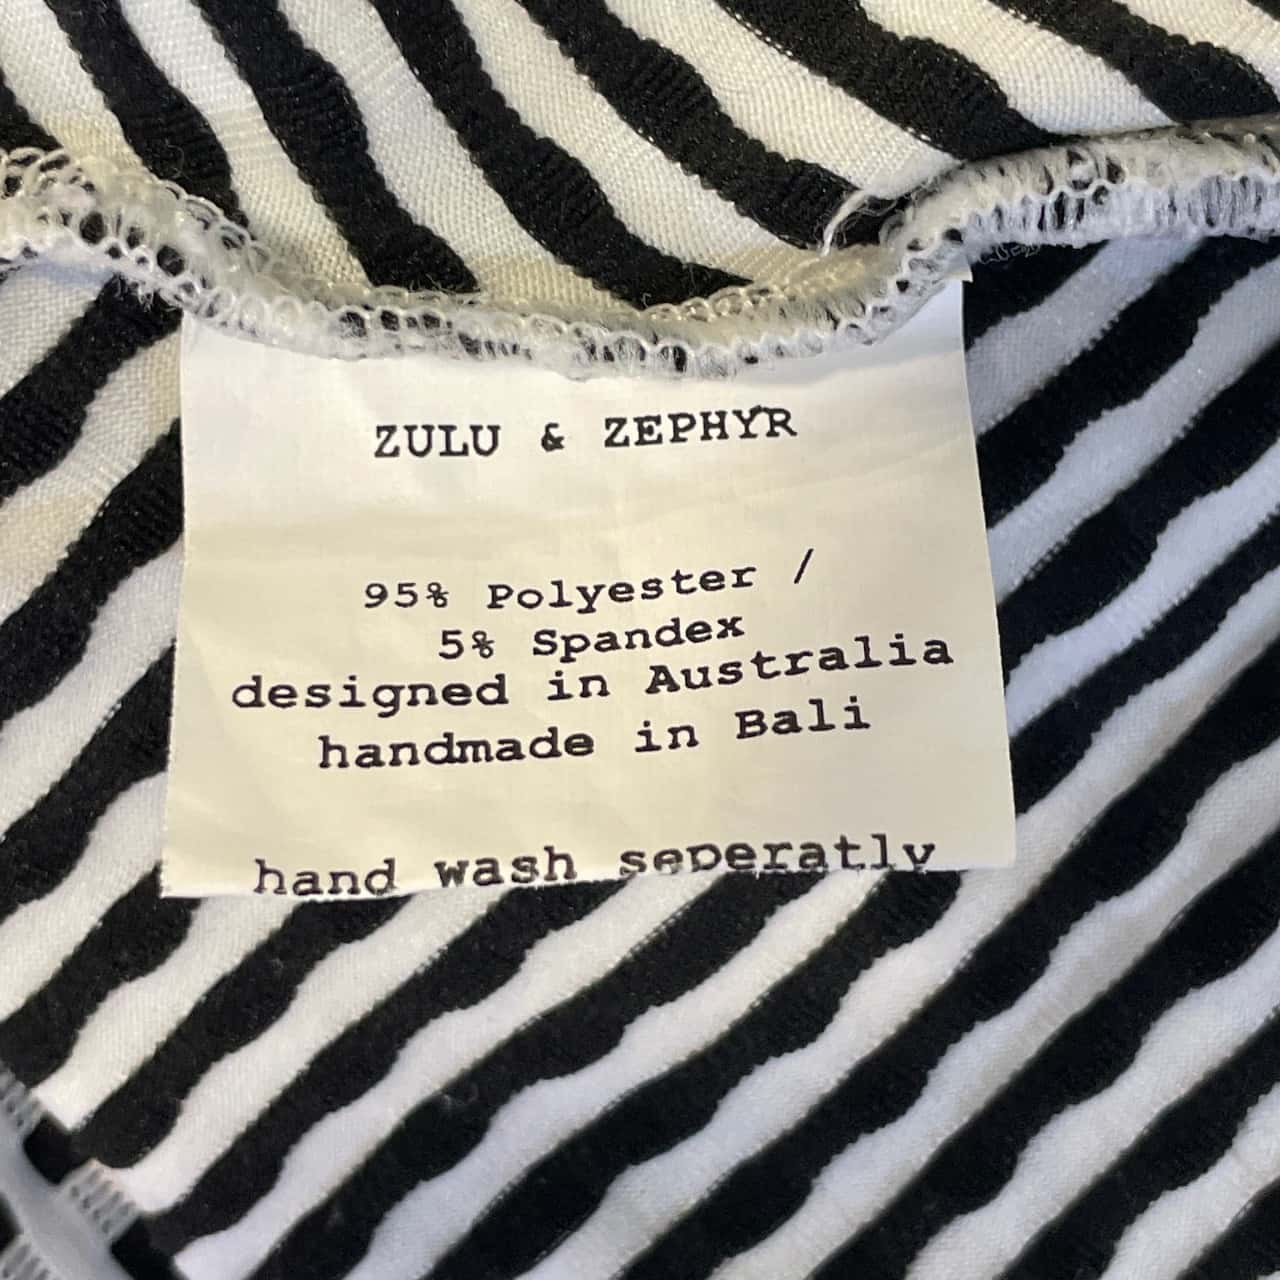 ZULU & ZEPHYR
95% Polyester /
5% Spandex
designed in Australia
handmade in Bali
hand wash seperatly